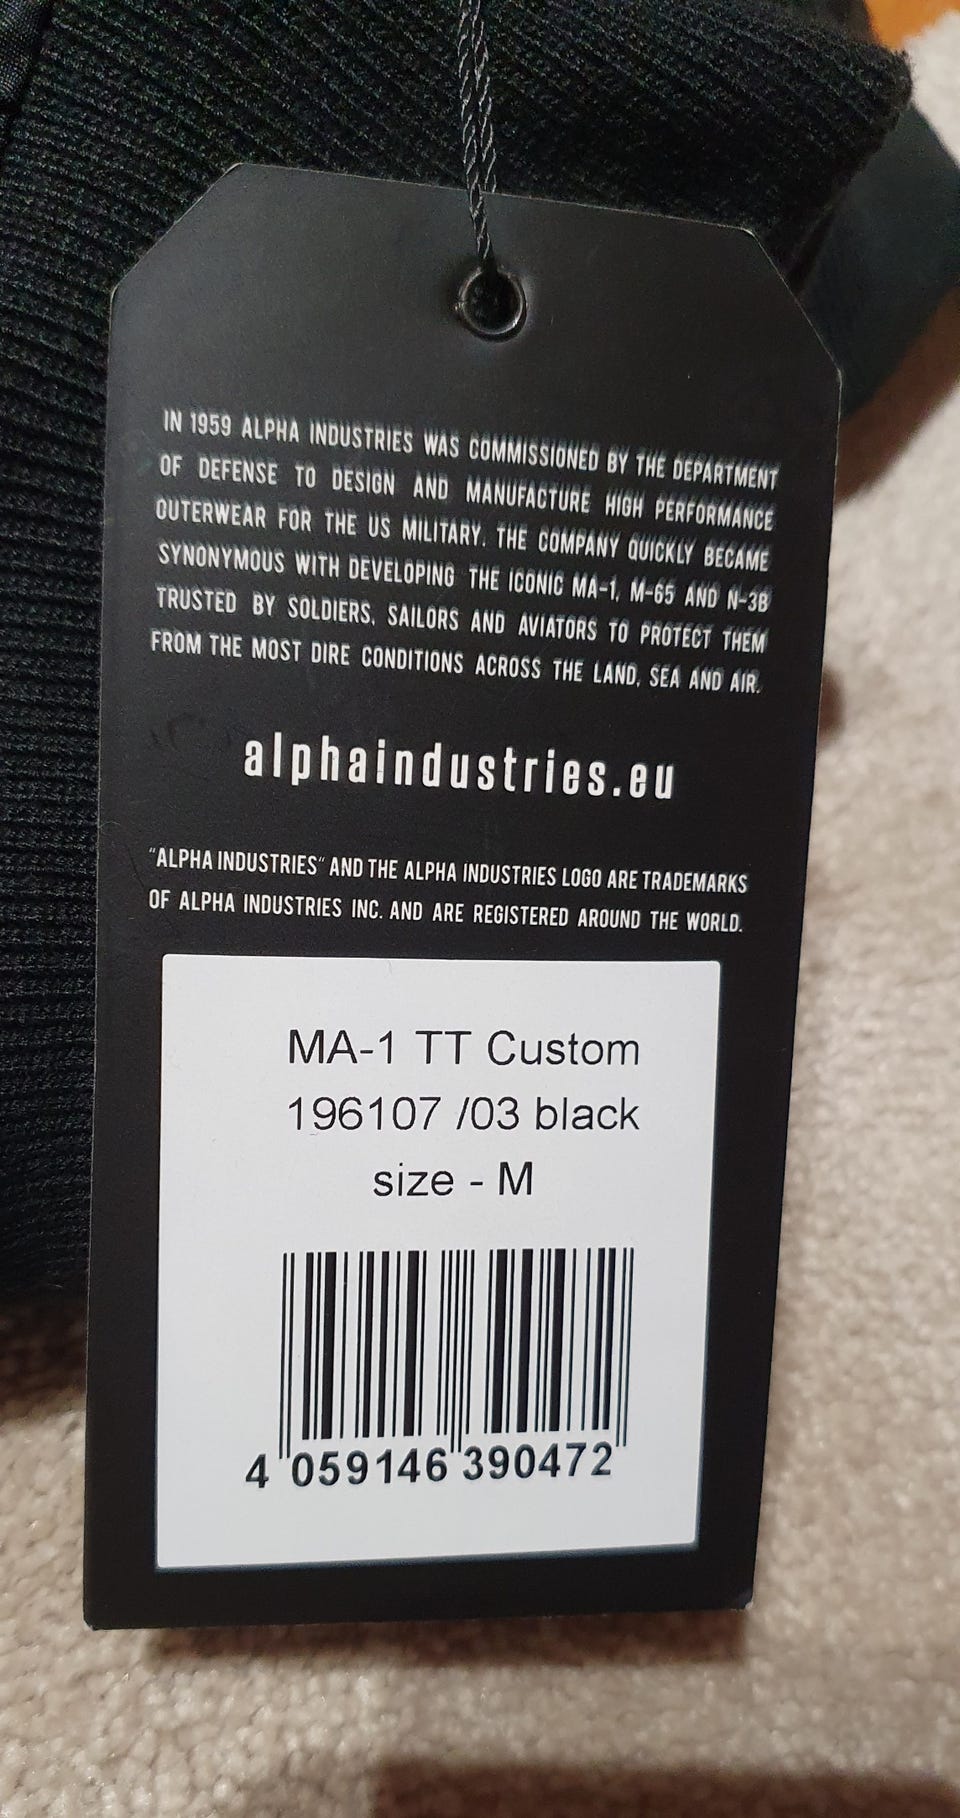 IN 1959 ALPHA INDUSTRIES WAS COMMISSIONED BY THE DEPARTMENT
OF DEFENSE TO DESIGN AND MANUFACTURE HIGH PERFORMANCE
OUTERWEAR FOR THE US MILITARY. THE COMPANY QUICKLY BECAME
SYNONYMOUS WITH DEVELOPING THE ICONIC MA-1, M-65 AND N-3B
TRUSTED BY SOLDIERS, SAILORS AND AVIATORS TO PROTECT THEM
FROM THE MOST DIRE CONDITIONS ACROSS THE LAND, SEA AND AIR.
alphaindustries.eu
"ALPHA INDUSTRIES" AND THE ALPHA INDUSTRIES LOGO ARE TRADEMARKS
OF ALPHA INDUSTRIES INC. AND ARE REGISTERED AROUND THE WORLD.
MA-1 TT Custom
196107 /03 black
size - M
4 059146 390472